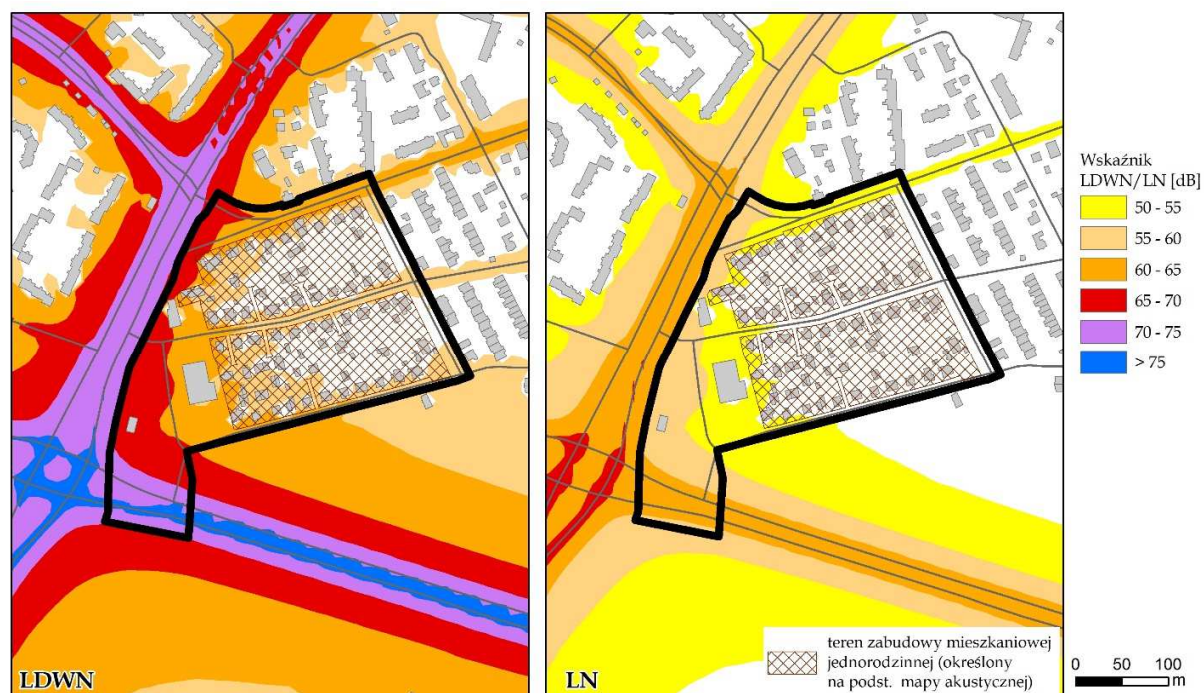 LDWN
LN
teren zabudowy mieszkaniowej
jednorodzinnej (określony
na podst. mapy akustycznej)
Wskaźnik
LDWN/LN [dB]
50 - 55
55 - 60
60 - 65
65 - 70
70 - 75
> 75
0 50 100
m